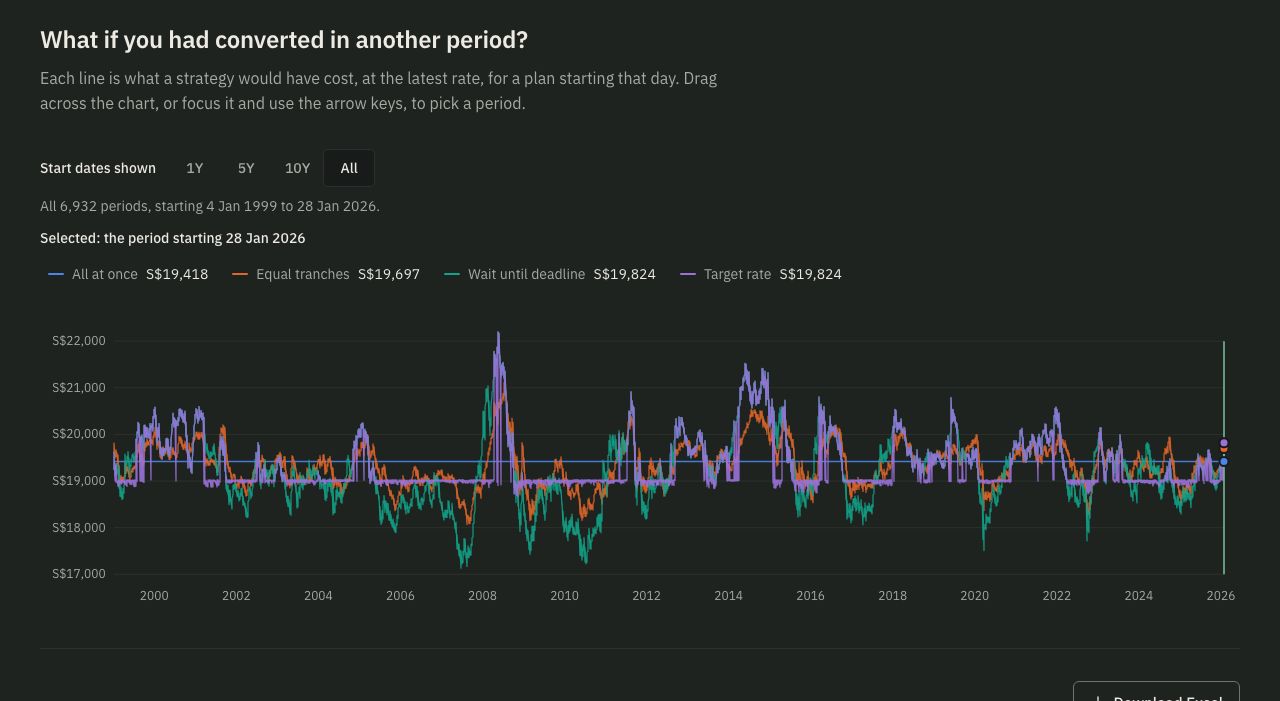 What if you had converted in another period?
Each line is what a strategy would have cost, at the latest rate, for a plan starting that day. Drag
across the chart, or focus it and use the arrow keys, to pick a period.
Start dates shown 1Y 5Y 10Y All
All 6,932 periods, starting 4 Jan 1999 to 28 Jan 2026.
Selected: the period starting 28 Jan 2026
All at once S$19,418 Equal tranches S$19,697 Wait until deadline S$19,824 Target rate S$19,824
S$22,000
S$21,000
S$20,000
S$19,000
S$18,000
S$17,000
2000 2002 2004 2006 2008 2010 2012 2014 2016 2018 2020 2022 2024 2026
Download Excel